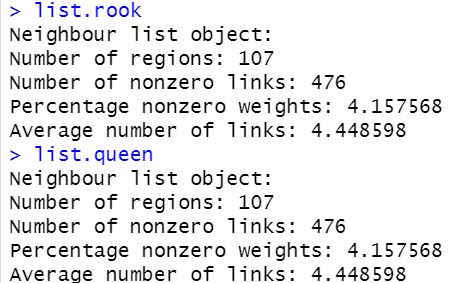 > list.rook
Neighbour list object:
Number of regions: 107
Number of nonzero links: 476
Percentage nonzero weights: 4.157568
Average number of links: 4.448598
> list.queen
Neighbour list object:
Number of regions: 107
Number of nonzero links: 476
Percentage nonzero weights: 4.157568
Average number of links: 4.448598